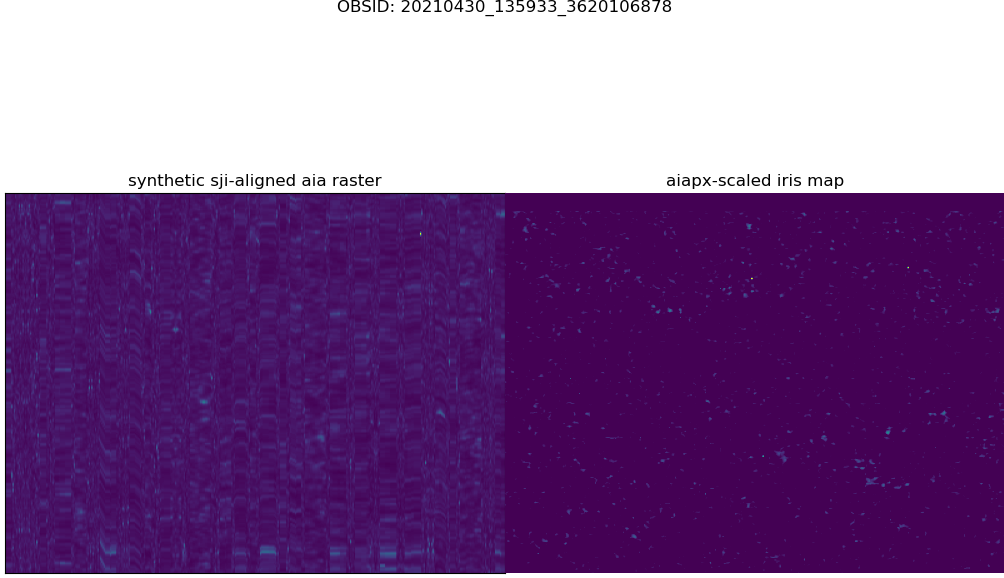 OBSID: 20210430_135933_3620106878
synthetic sji-aligned aia raster
aiapx-scaled iris map